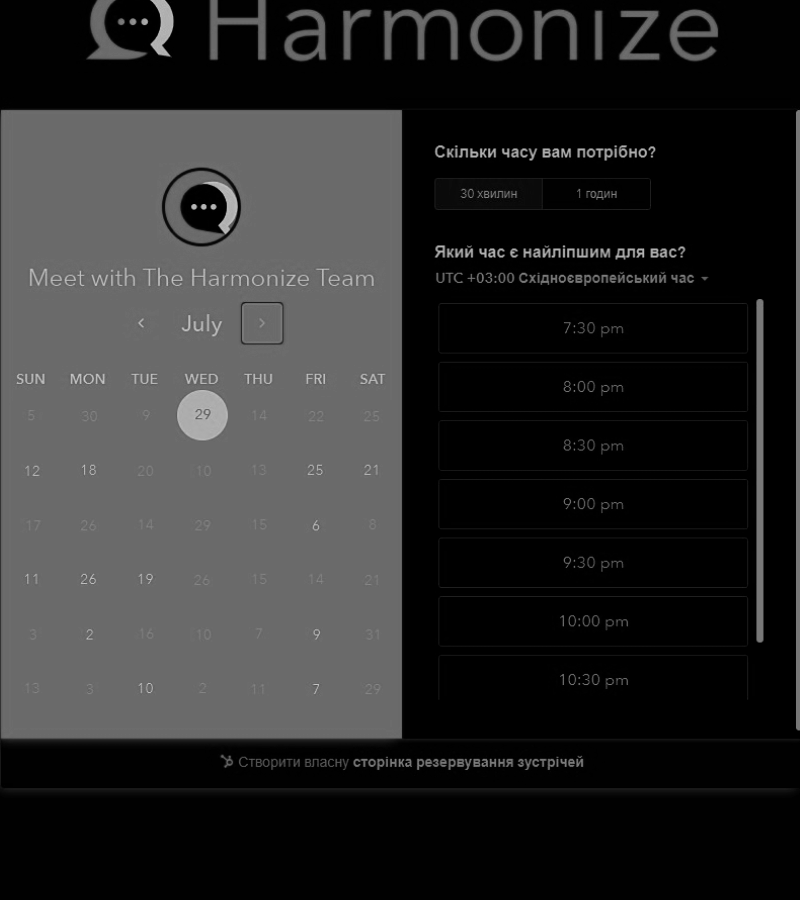 Harmonize
Meet with The Harmonize Team
July
SUN MON TUE WED THU FRI SAT
5 30 9 29 14 22 25
12 18 20 10 13 25 21
17 26 14 29 15 6 8
11 26 19 26 15 14 21
3 2 16 10 7 9 31
13 3 10 2 11 7 29
Скільки часу вам потрібно?
30 хвилин 1 годин
Який час є найліпшим для вас?
UTC +03:00 Східноєвропейський час
7:30 pm
8:00 pm
8:30 pm
9:00 pm
9:30 pm
10:00 pm
10:30 pm
Створити власну сторінка резервування зустрічей